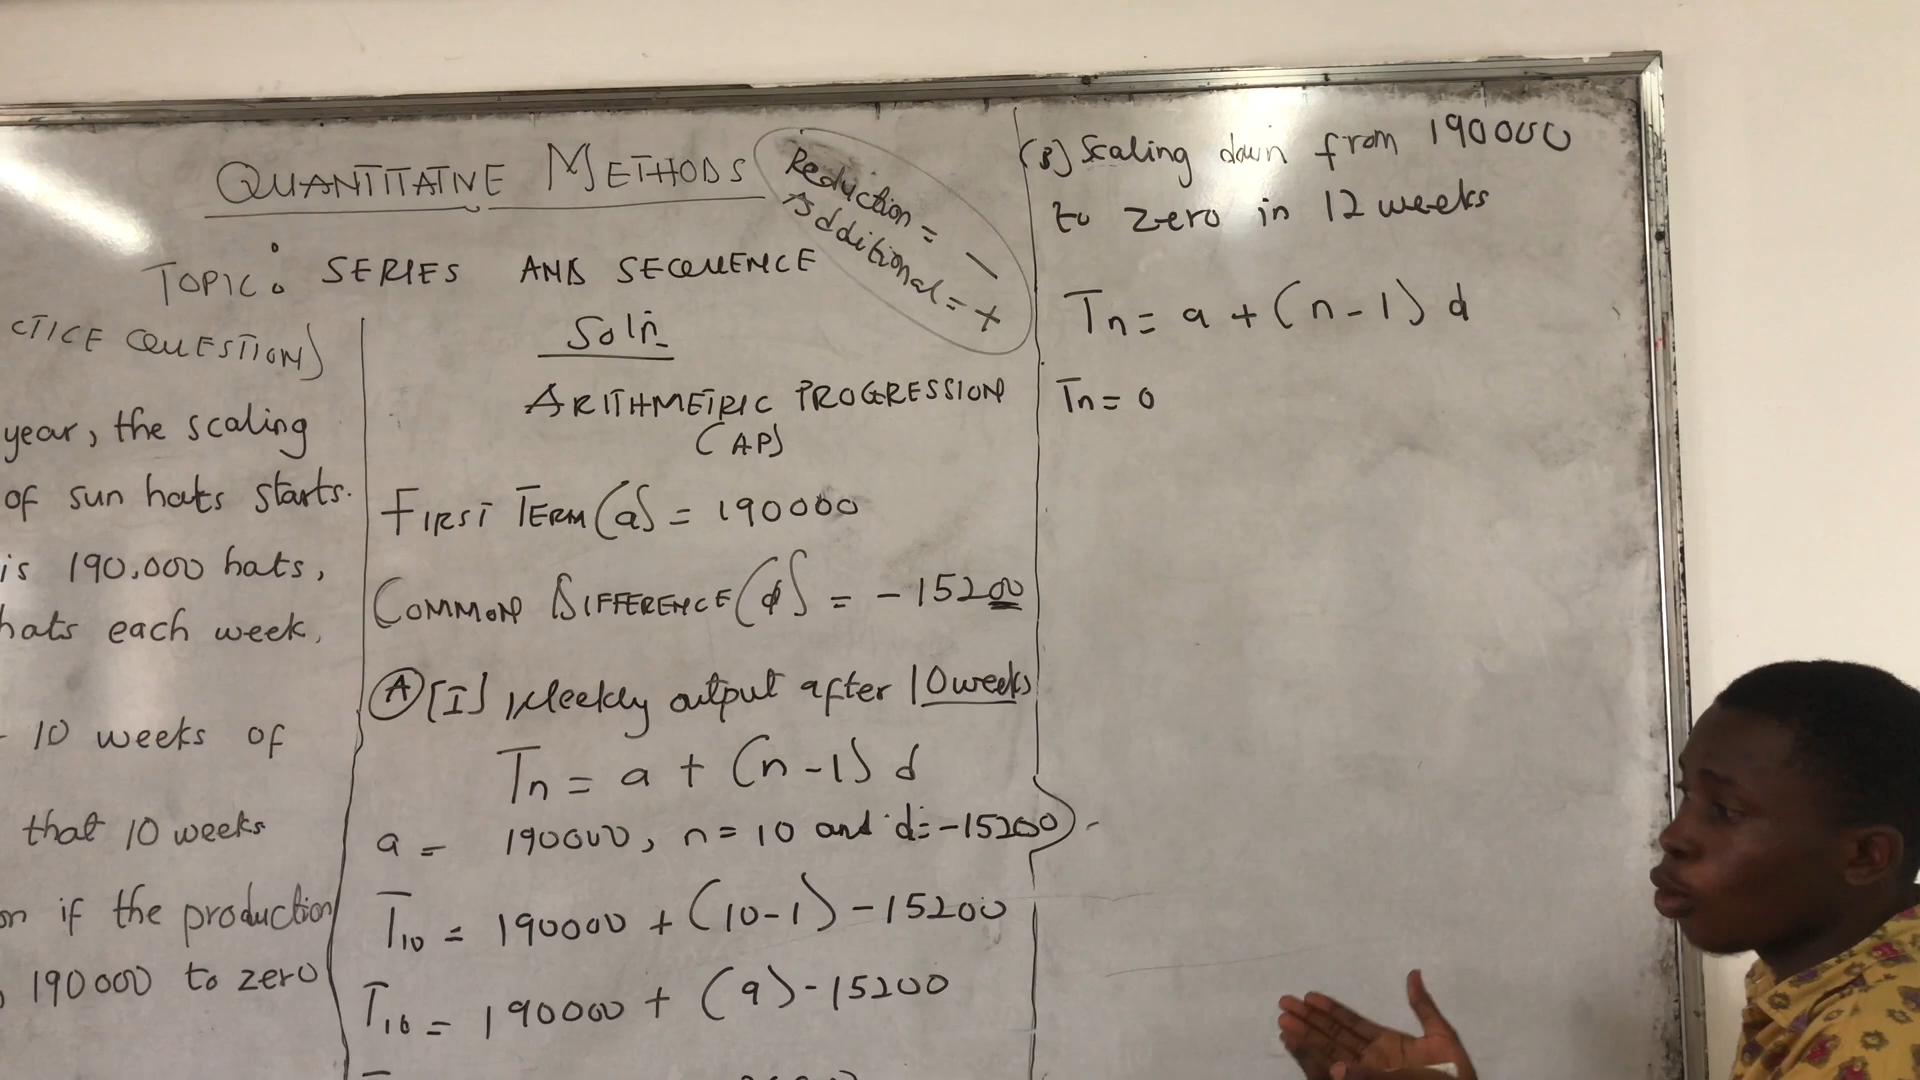 QUANTITATIVE METHODS
Reduction = -
Additional = +
TOPIC: SERIES AND SEQUENCE
CTICE QUESTION)
year, the scaling
of sun hats starts.
is 190,000 hats,
hats each week.
10 weeks of
that 10 weeks
on if the production
190000 to zero
Soln
ARITHMETRIC PROGRESSION
(AP)
FIRST TERM (a) = 190000
COMMON DIFFERENCE (d) = -15200
(A) [I] Weekly output after 10 weeks
Tn = a + (n-1) d
a = 190000, n = 10 and d = -15200
T10 = 190000 + (10-1) -15200
T10 = 190000 + (9) -15200
(B) Scaling down from 190000
to zero in 12 weeks
Tn = a + (n-1) d
Tn = 0